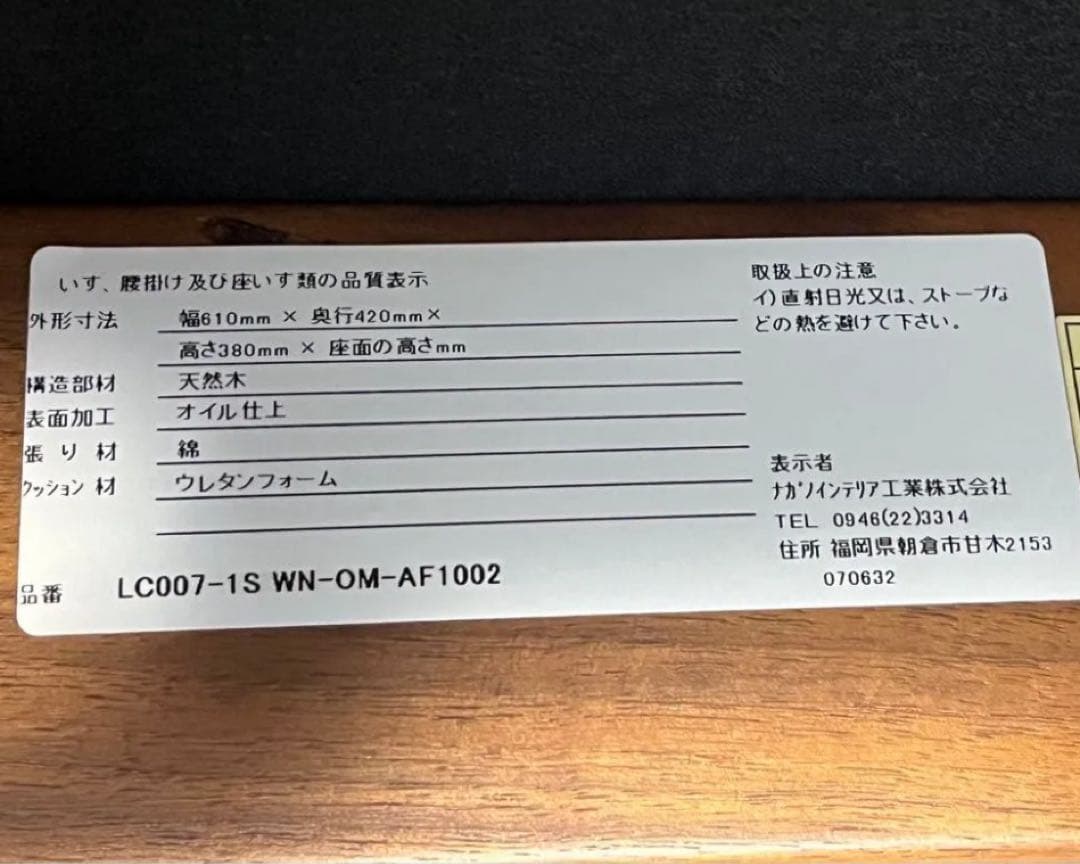 いす、腰掛け及び座いす類の品質表示
外形寸法 幅610mm × 奥行420mm×
高さ380mm × 座面の高さmm
構造部材 天然木
表面加工 オイル仕上
張り材 綿
クッション材 ウレタンフォーム
品番 LC007-1S WN-OM-AF1002
取扱上の注意
イ)直射日光又は、ストーブな
どの熱を避けて下さい。
表示者
ナガノインテリア工業株式会社
TEL 0946(22)3314
住所 福岡県朝倉市甘木2153
070632